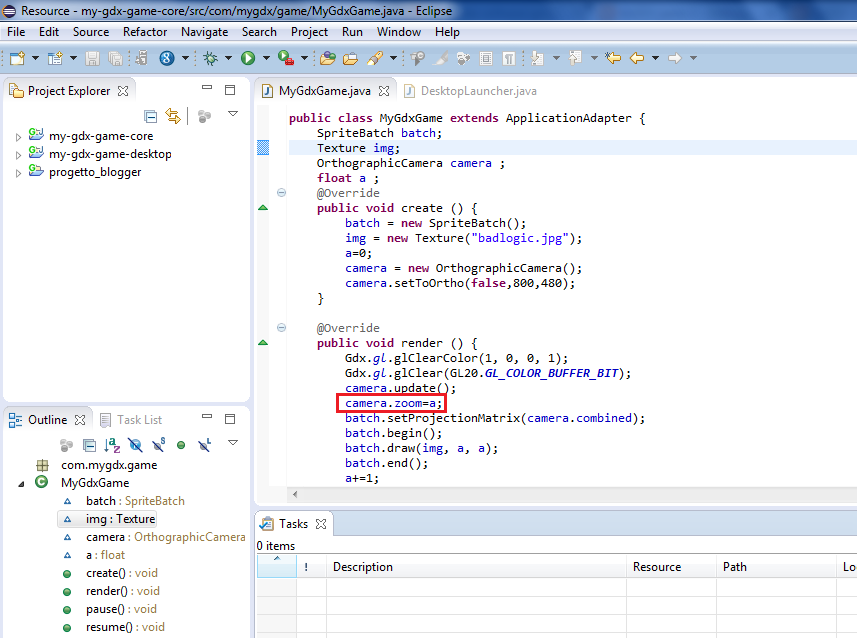 Resource - my-gdx-game-core/src/com/mygdx/game/MyGdxGame.java - Eclipse
File Edit Source Refactor Navigate Search Project Run Window Help
Project Explorer
my-gdx-game-core
my-gdx-game-desktop
progetto_blogger
MyGdxGame.java DesktopLauncher.java
public class MyGdxGame extends ApplicationAdapter {
SpriteBatch batch;
Texture img;
OrthographicCamera camera ;
float a ;
@Override
public void create () {
batch = new SpriteBatch();
img = new Texture("badlogic.jpg");
a=0;
camera = new OrthographicCamera();
camera.setToOrtho(false,800,480);
}
@Override
public void render () {
Gdx.gl.glClearColor(1, 0, 0, 1);
Gdx.gl.glClear(GL20.GL_COLOR_BUFFER_BIT);
camera.update();
camera.zoom=a;
batch.setProjectionMatrix(camera.combined);
batch.begin();
batch.draw(img, a, a);
batch.end();
a+=1;
Outline Task List
com.mygdx.game
MyGdxGame
batch : SpriteBatch
img : Texture
camera : OrthographicCamera
a : float
create() : void
render() : void
pause() : void
resume() : void
Tasks
0 items
! Description Resource Path Lo